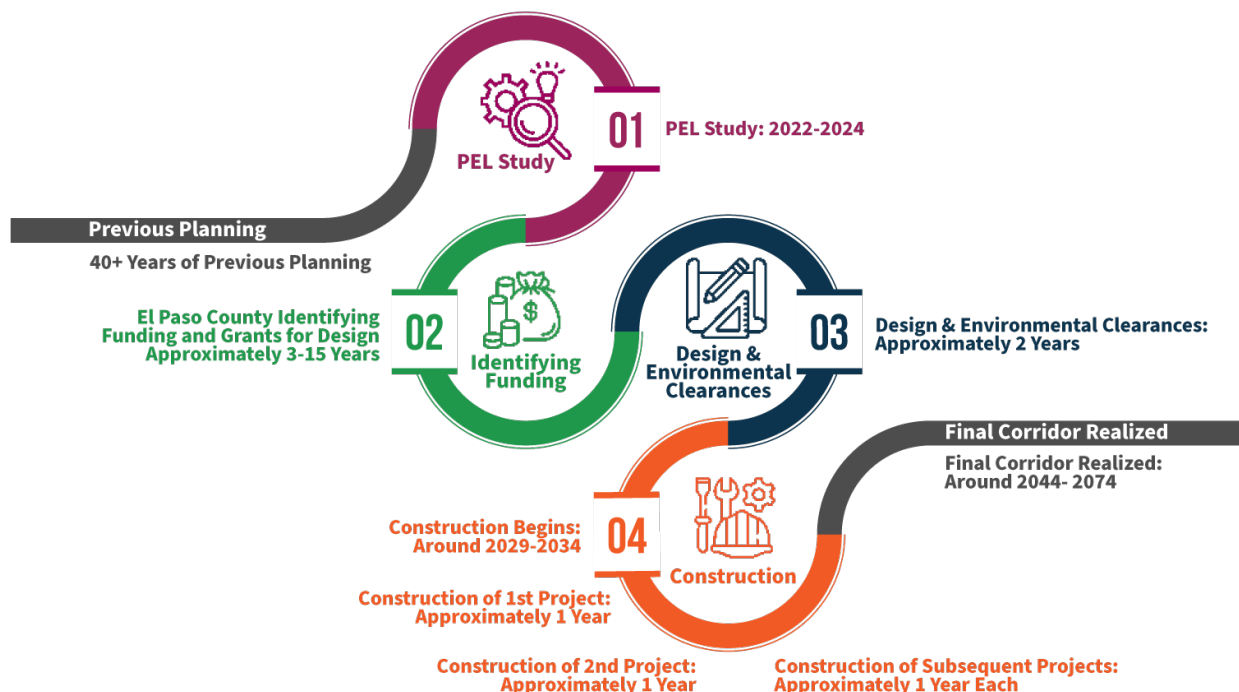 01
PEL Study: 2022-2024
PEL Study
Previous Planning
40+ Years of Previous Planning
El Paso County Identifying
Funding and Grants for Design
Approximately 3-15 Years
02
Identifying
Funding
$
Design &
Environmental
Clearances
03
Design & Environmental Clearances:
Approximately 2 Years
Final Corridor Realized
Final Corridor Realized:
Around 2044- 2074
Construction Begins:
Around 2029-2034
04
Construction
Construction of 1st Project:
Approximately 1 Year
Construction of 2nd Project:
Approximately 1 Year
Construction of Subsequent Projects:
Approximately 1 Year Each